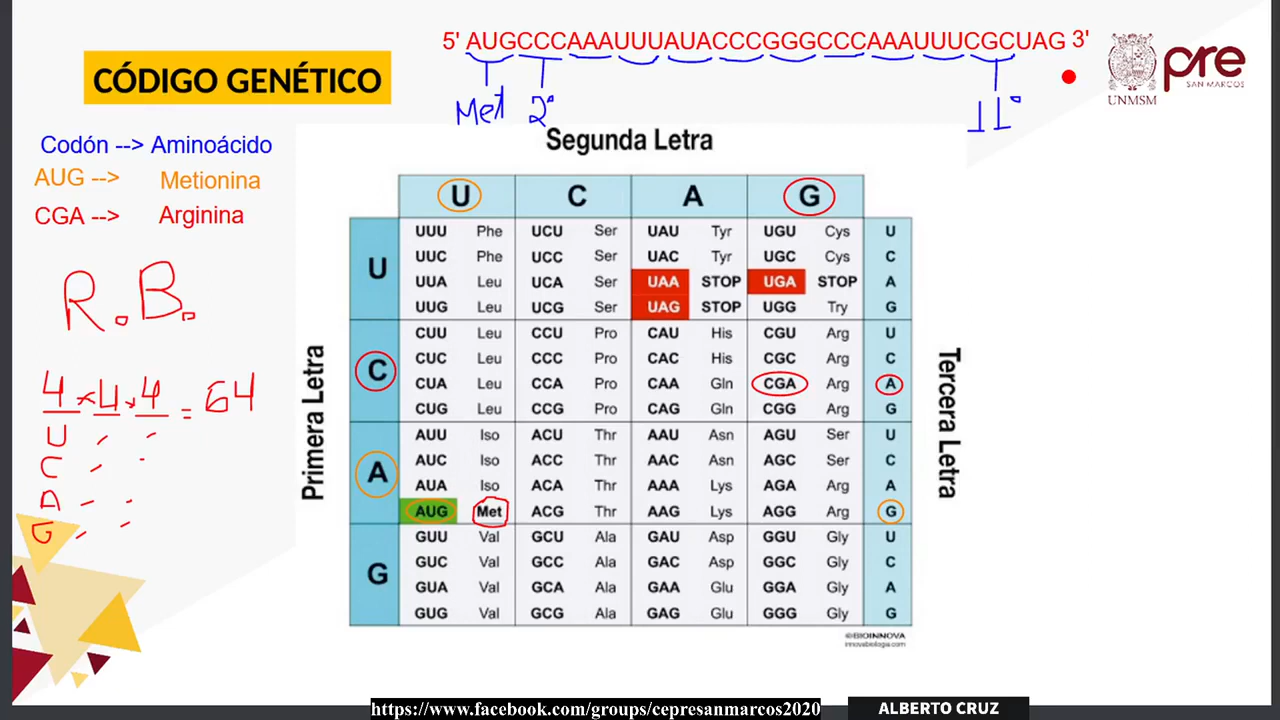 5' AUGCCCAAAUUUAUACCCGGGCCCAAAUUUCGCUAG 3'
CÓDIGO GENÉTICO
pre
SAN MARCOS
UNMSM
Met 2° 11°
Segunda Letra
Codón --> Aminoácido
AUG --> Metionina
CGA --> Arginina
R.B.
4 x 4 x 4 = 64
U
C
A
G
Primera Letra
Tercera Letra
U C A G
U UUU Phe UCU Ser UAU Tyr UGU Cys U
UUC Phe UCC Ser UAC Tyr UGC Cys C
UUA Leu UCA Ser UAA STOP UGA STOP A
UUG Leu UCG Ser UAG STOP UGG Try G
C CUU Leu CCU Pro CAU His CGU Arg U
CUC Leu CCC Pro CAC His CGC Arg C
CUA Leu CCA Pro CAA Gln CGA Arg A
CUG Leu CCG Pro CAG Gln CGG Arg G
A AUU Iso ACU Thr AAU Asn AGU Ser U
AUC Iso ACC Thr AAC Asn AGC Ser C
AUA Iso ACA Thr AAA Lys AGA Arg A
AUG Met ACG Thr AAG Lys AGG Arg G
G GUU Val GCU Ala GAU Asp GGU Gly U
GUC Val GCC Ala GAC Asp GGC Gly C
GUA Val GCA Ala GAA Glu GGA Gly A
GUG Val GCG Ala GAG Glu GGG Gly G
©BIOINNOVA
innovabiologia.com
https://www.facebook.com/groups/cepresanmarcos2020
ALBERTO CRUZ